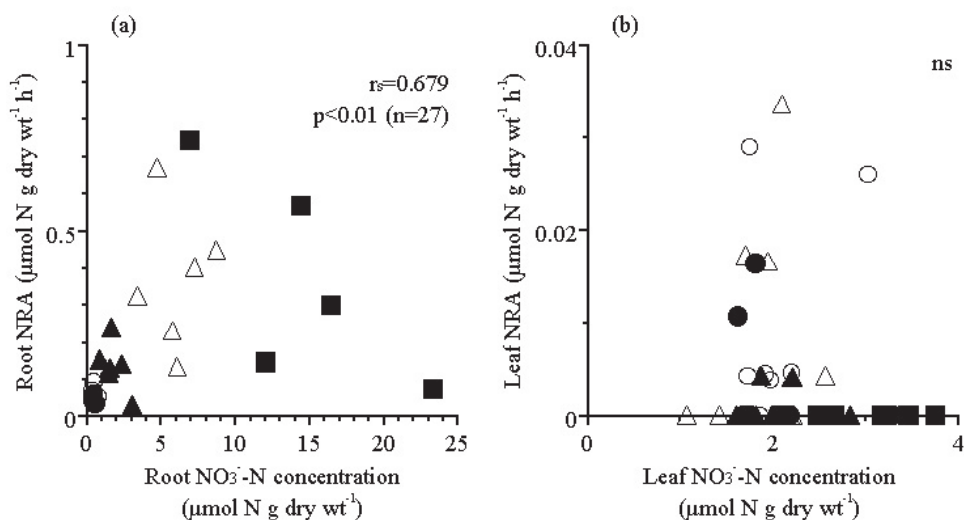 (a)
1
0.5
0
Root NRA (μmol N g dry wt⁻¹ h⁻¹)
rs=0.679
p<0.01 (n=27)
0 5 10 15 20 25
Root NO₃⁻-N concentration
(μmol N g dry wt⁻¹)
(b)
0.04
0.02
0
Leaf NRA (μmol N g dry wt⁻¹ h⁻¹)
ns
0 2 4
Leaf NO₃⁻-N concentration
(μmol N g dry wt⁻¹)